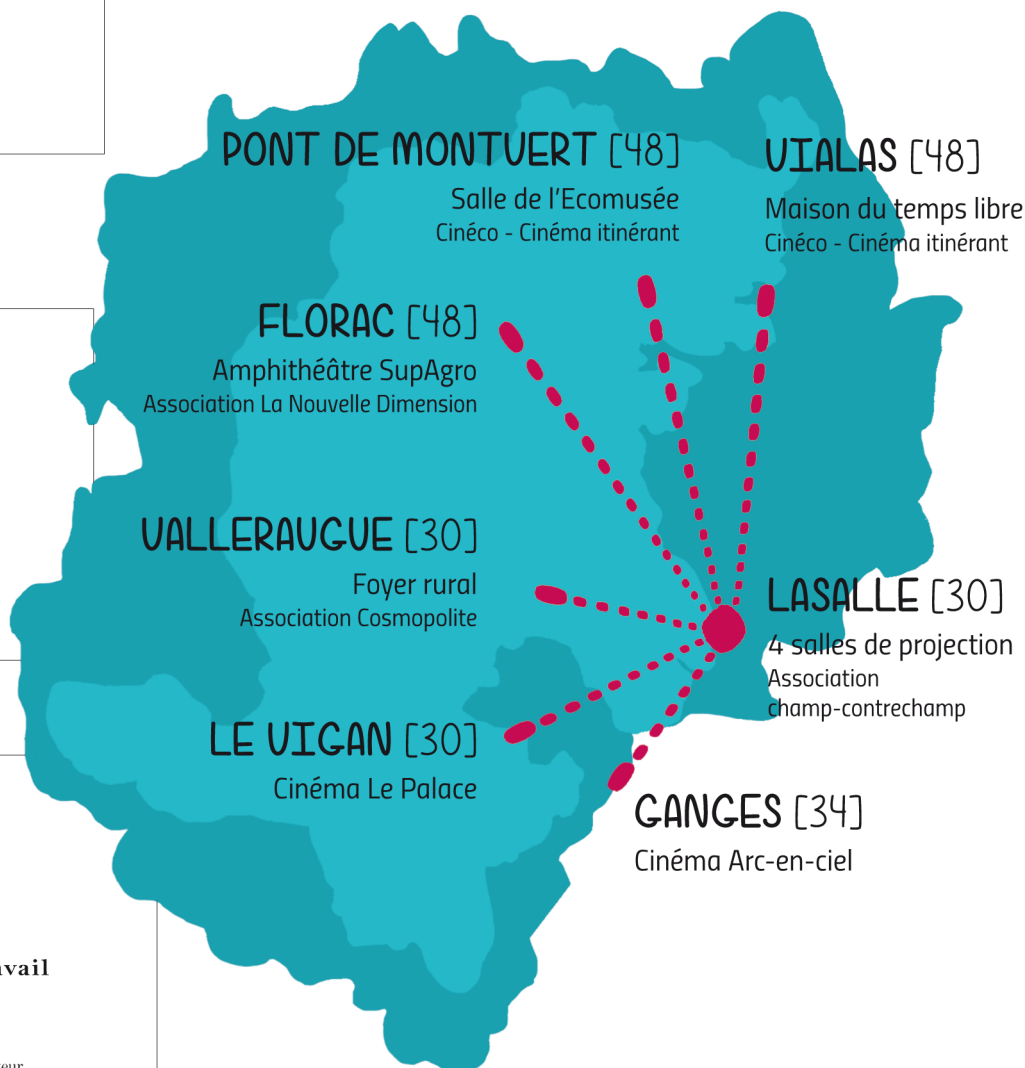 PONT DE MONTVERT [48]
Salle de l'Ecomusée
Cinéco - Cinéma itinérant
VIALAS [48]
Maison du temps libre
Cinéco - Cinéma itinérant
FLORAC [48]
Amphithéâtre SupAgro
Association La Nouvelle Dimension
VALLERAUGUE [30]
Foyer rural
Association Cosmopolite
LASALLE [30]
4 salles de projection
Association
champ-contrechamp
LE VIGAN [30]
Cinéma Le Palace
GANGES [34]
Cinéma Arc-en-ciel